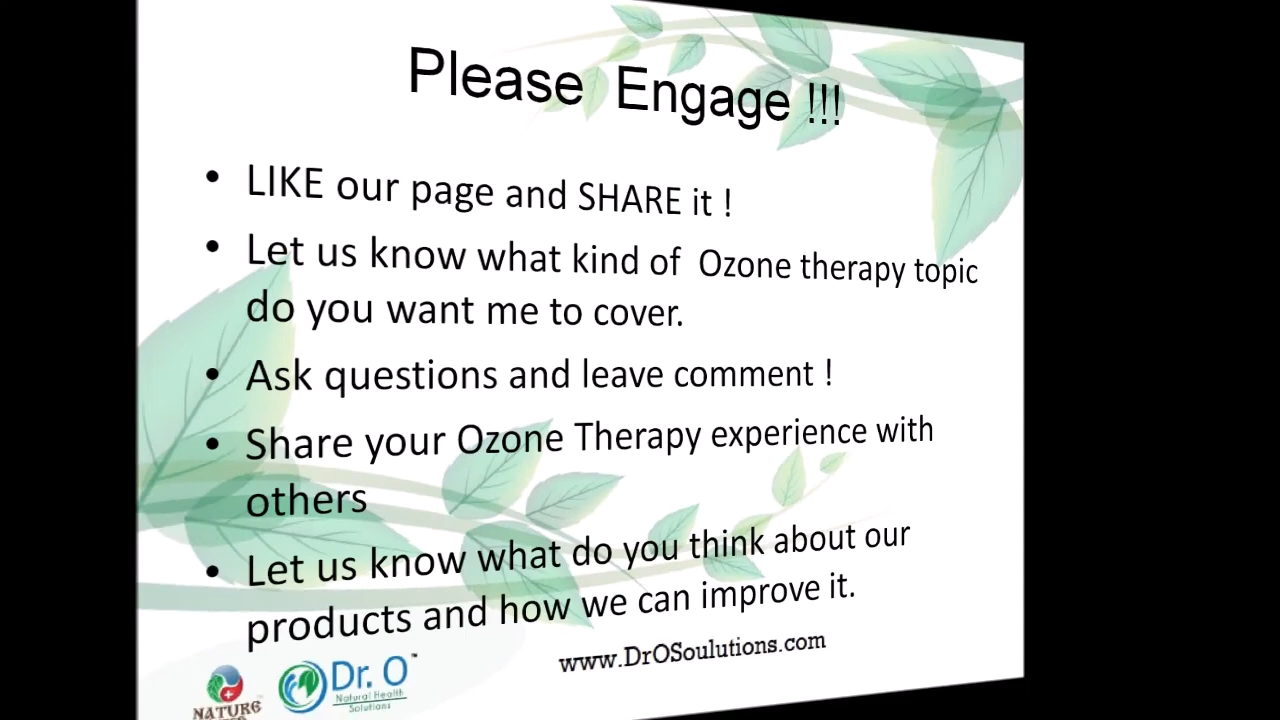 Please Engage !!!
• LIKE our page and SHARE it !
• Let us know what kind of Ozone therapy topic
do you want me to cover.
• Ask questions and leave comment !
• Share your Ozone Therapy experience with
others
• Let us know what do you think about our
products and how we can improve it.
www.DrOSoulutions.com
Dr. O™
Natural Health
Solutions
NATURE